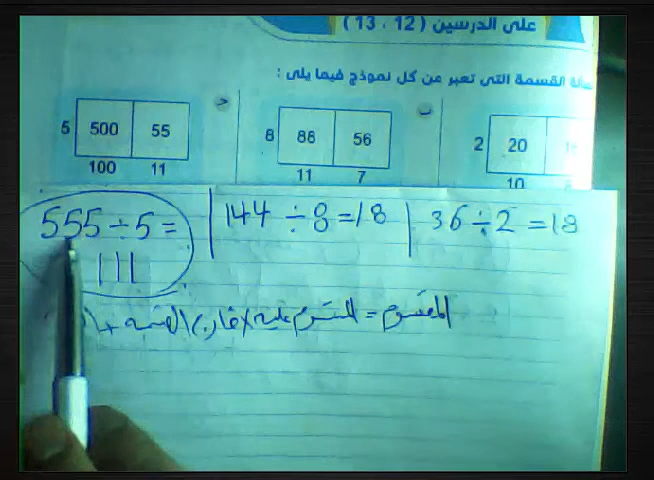 على الدرسين ( 12 ، 13 )
القسمة التى تعبر عن كل نموذج فيما يلى :
2 20
10
ب
8 88 56
11 7
ج
5 500 55
100 11
36 ÷ 2 = 18
144 ÷ 8 = 18
555 ÷ 5 =
111
المقسوم = المقسوم عليه × خارج القسمة +